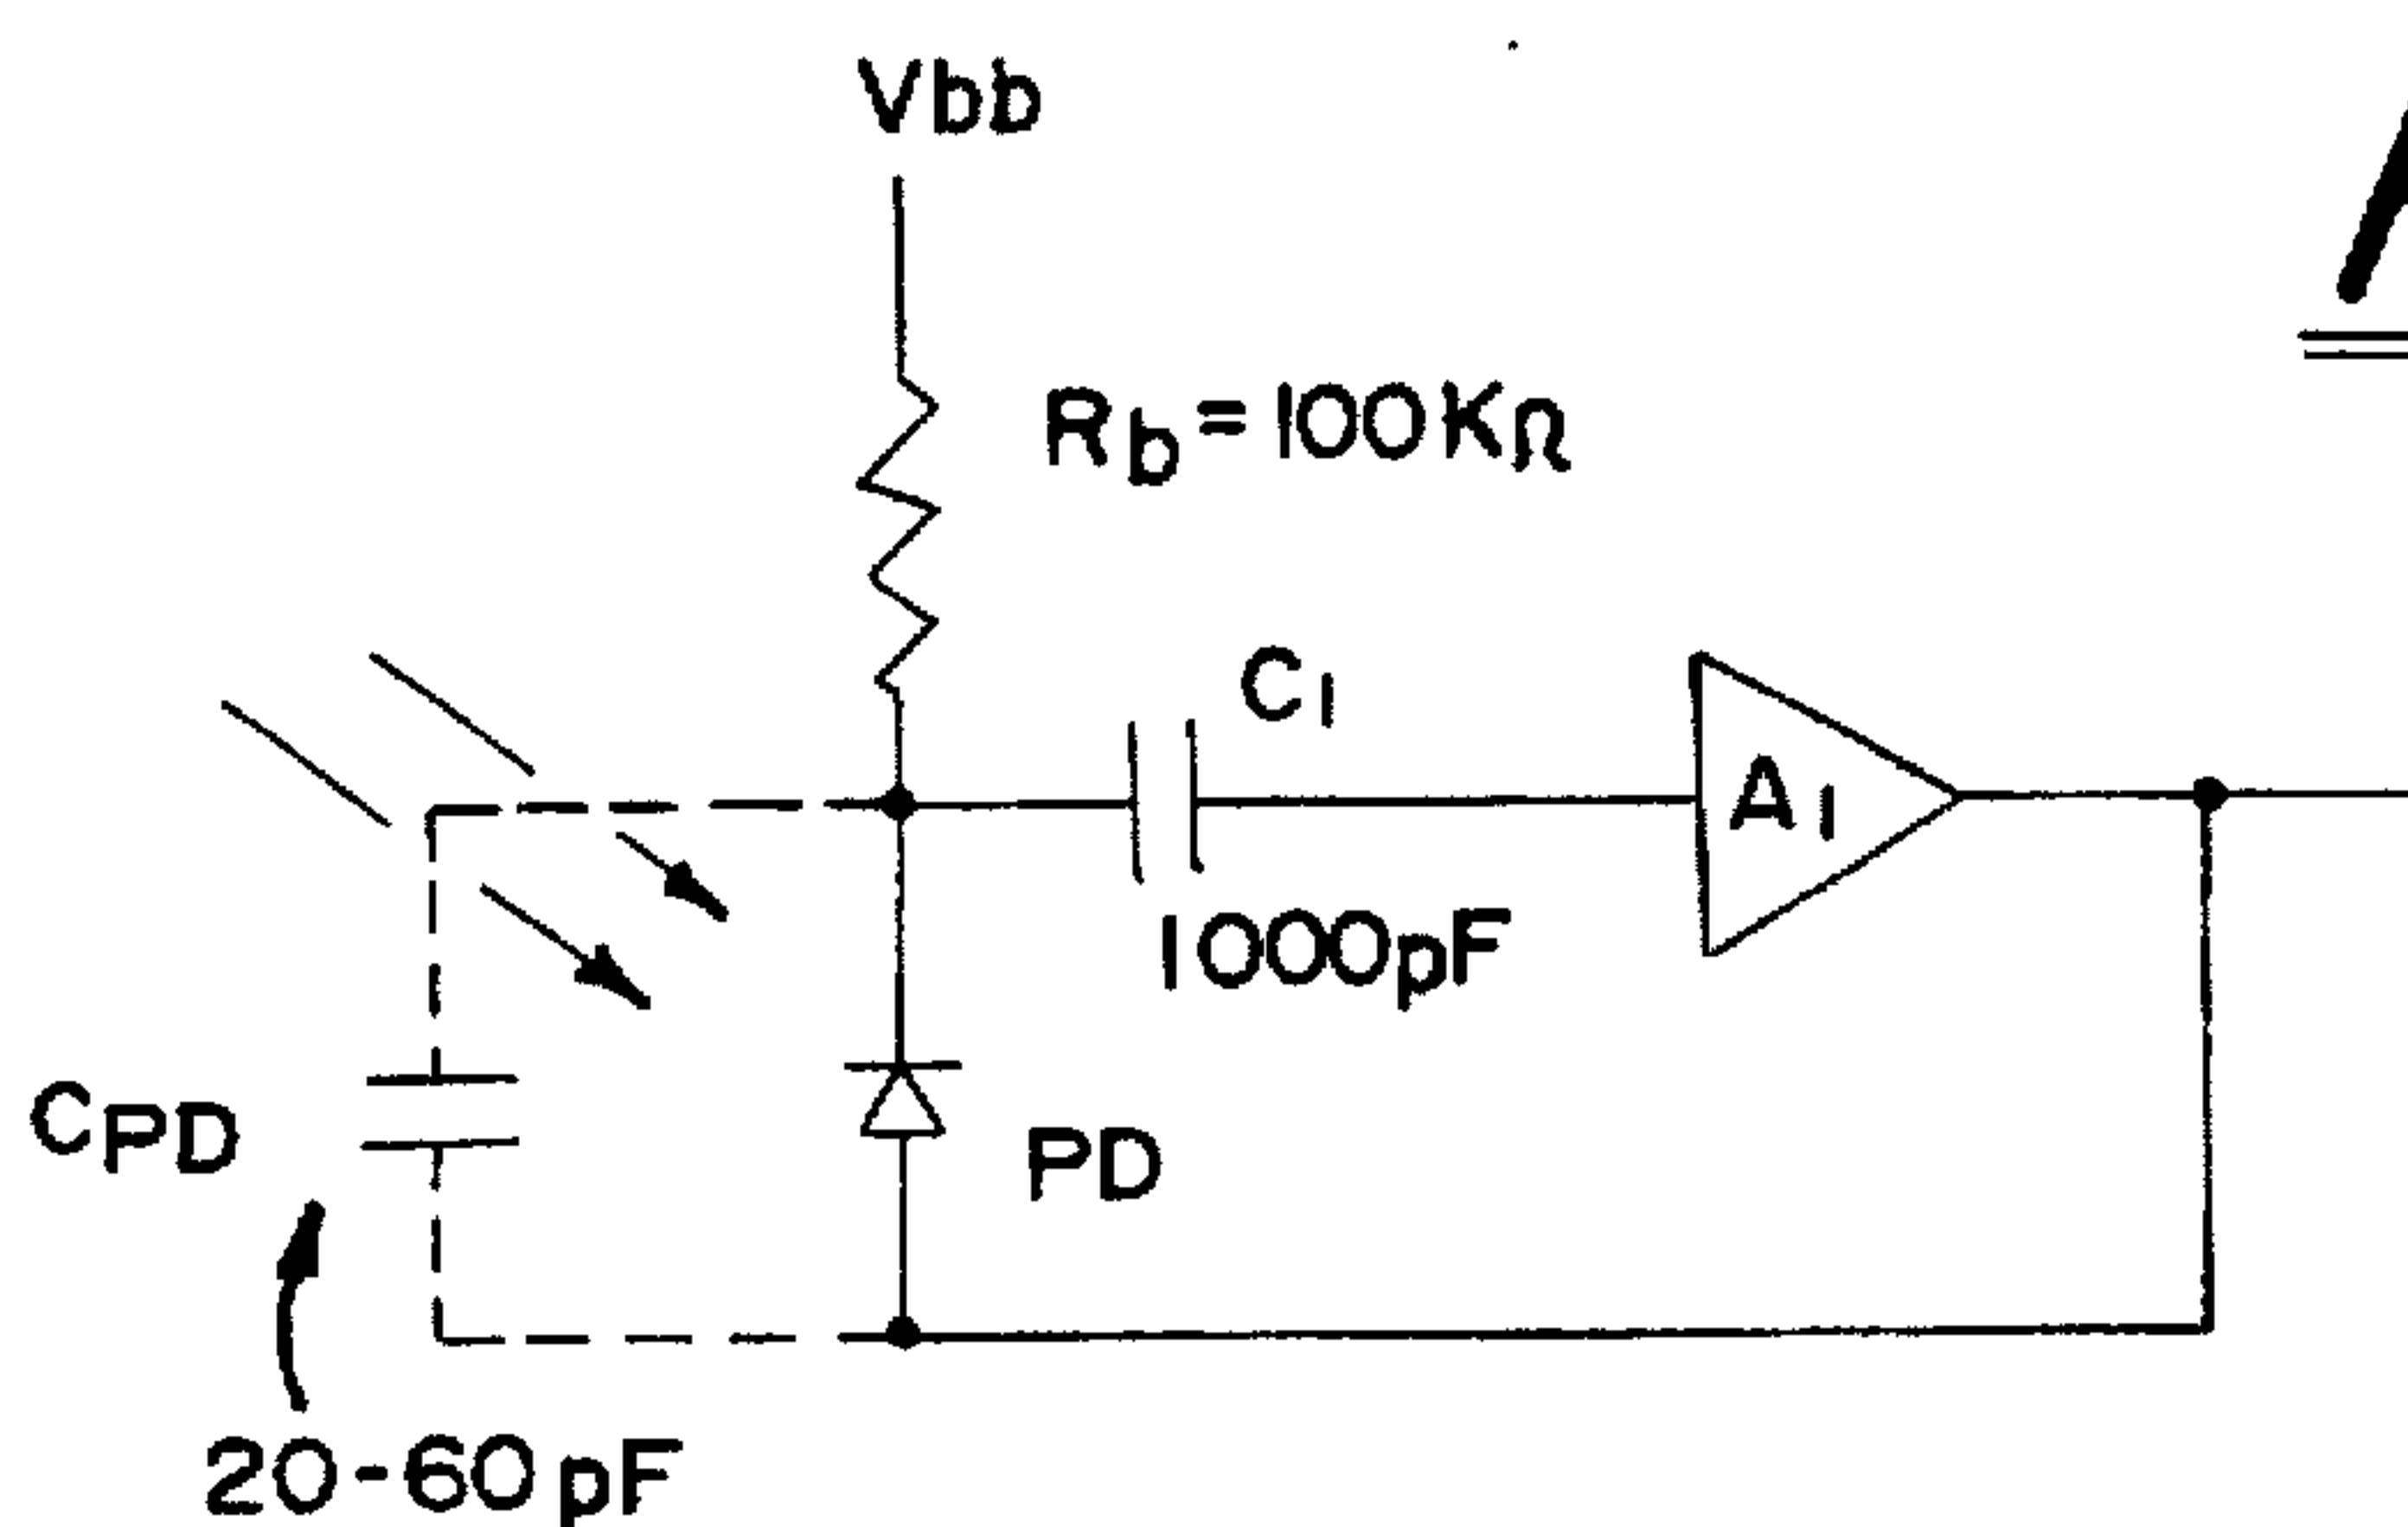 Vbb
Rb=100KΩ
C1
A1
1000pF
CPD
PD
20-60pF